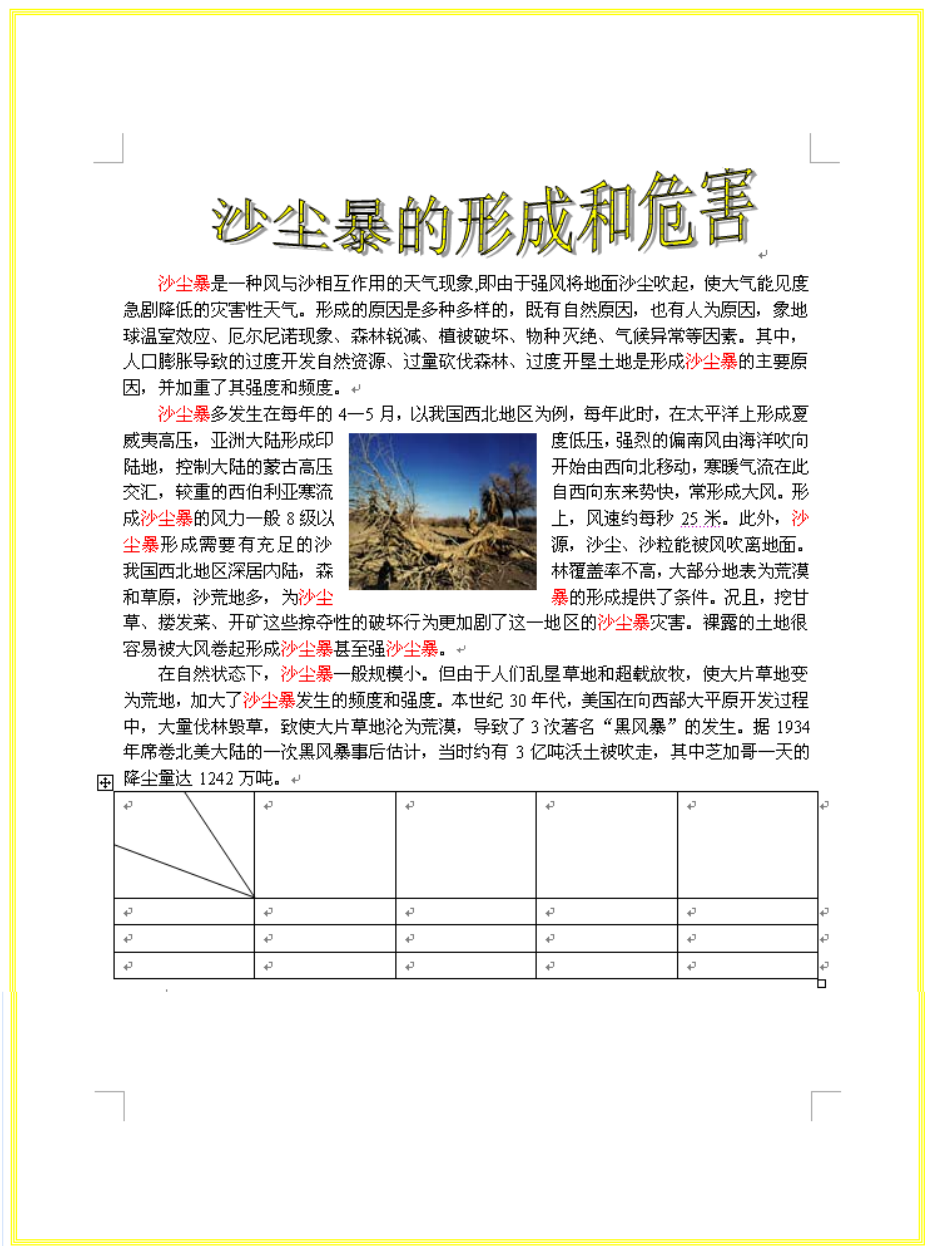 沙尘暴的形成和危害
沙尘暴是一种风与沙相互作用的天气现象,即由于强风将地面沙尘吹起，使大气能见度
急剧降低的灾害性天气。形成的原因是多种多样的，既有自然原因，也有人为原因，象地
球温室效应、厄尔尼诺现象、森林锐减、植被破坏、物种灭绝、气候异常等因素。其中，
人口膨胀导致的过度开发自然资源、过量砍伐森林、过度开垦土地是形成沙尘暴的主要原
因，并加重了其强度和频度。
沙尘暴多发生在每年的 4—5 月，以我国西北地区为例，每年此时，在太平洋上形成夏
威夷高压，亚洲大陆形成印度低压，强烈的偏南风由海洋吹向
陆地，控制大陆的蒙古高压开始由西向北移动，寒暖气流在此
交汇，较重的西伯利亚寒流自西向东来势快，常形成大风。形
成沙尘暴的风力一般 8 级以上，风速约每秒 25 米。此外，沙
尘暴形成需要有充足的沙源，沙尘、沙粒能被风吹离地面。
我国西北地区深居内陆，森林覆盖率不高，大部分地表为荒漠
和草原，沙荒地多，为沙尘暴的形成提供了条件。况且，挖甘
草、搂发菜、开矿这些掠夺性的破坏行为更加剧了这一地区的沙尘暴灾害。裸露的土地很
容易被大风卷起形成沙尘暴甚至强沙尘暴。
在自然状态下，沙尘暴一般规模小。但由于人们乱垦草地和超载放牧，使大片草地变
为荒地，加大了沙尘暴发生的频度和强度。本世纪 30 年代，美国在向西部大平原开发过程
中，大量伐林毁草，致使大片草地沦为荒漠，导致了 3 次著名“黑风暴”的发生。据 1934
年席卷北美大陆的一次黑风暴事后估计，当时约有 3 亿吨沃土被吹走，其中芝加哥一天的
降尘量达 1242 万吨。